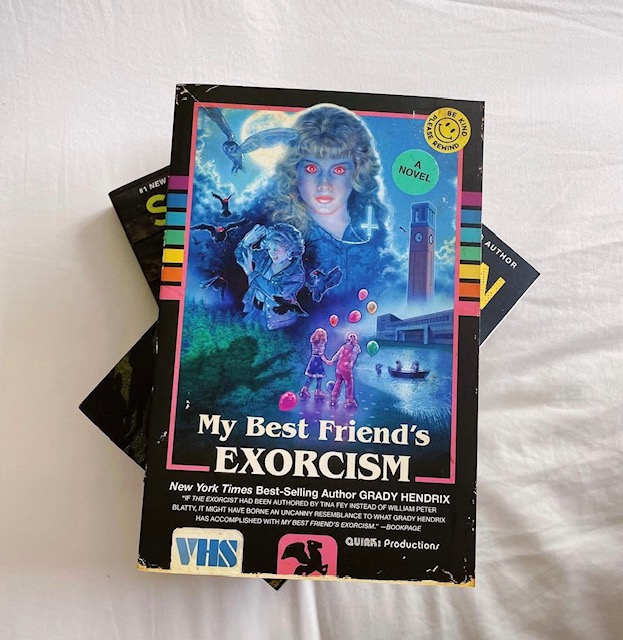 #1 NEW
S
AUTHOR
N
BE KIND
PLEASE REWIND
A
NOVEL
My Best Friend's
EXORCISM
New York Times Best-Selling Author GRADY HENDRIX
"IF THE EXORCIST HAD BEEN AUTHORED BY TINA FEY INSTEAD OF WILLIAM PETER
BLATTY, IT MIGHT HAVE BORNE AN UNCANNY RESEMBLANCE TO WHAT GRADY HENDRIX
HAS ACCOMPLISHED WITH MY BEST FRIEND'S EXORCISM." —BOOKPAGE
QUIRK: Productions
VHS